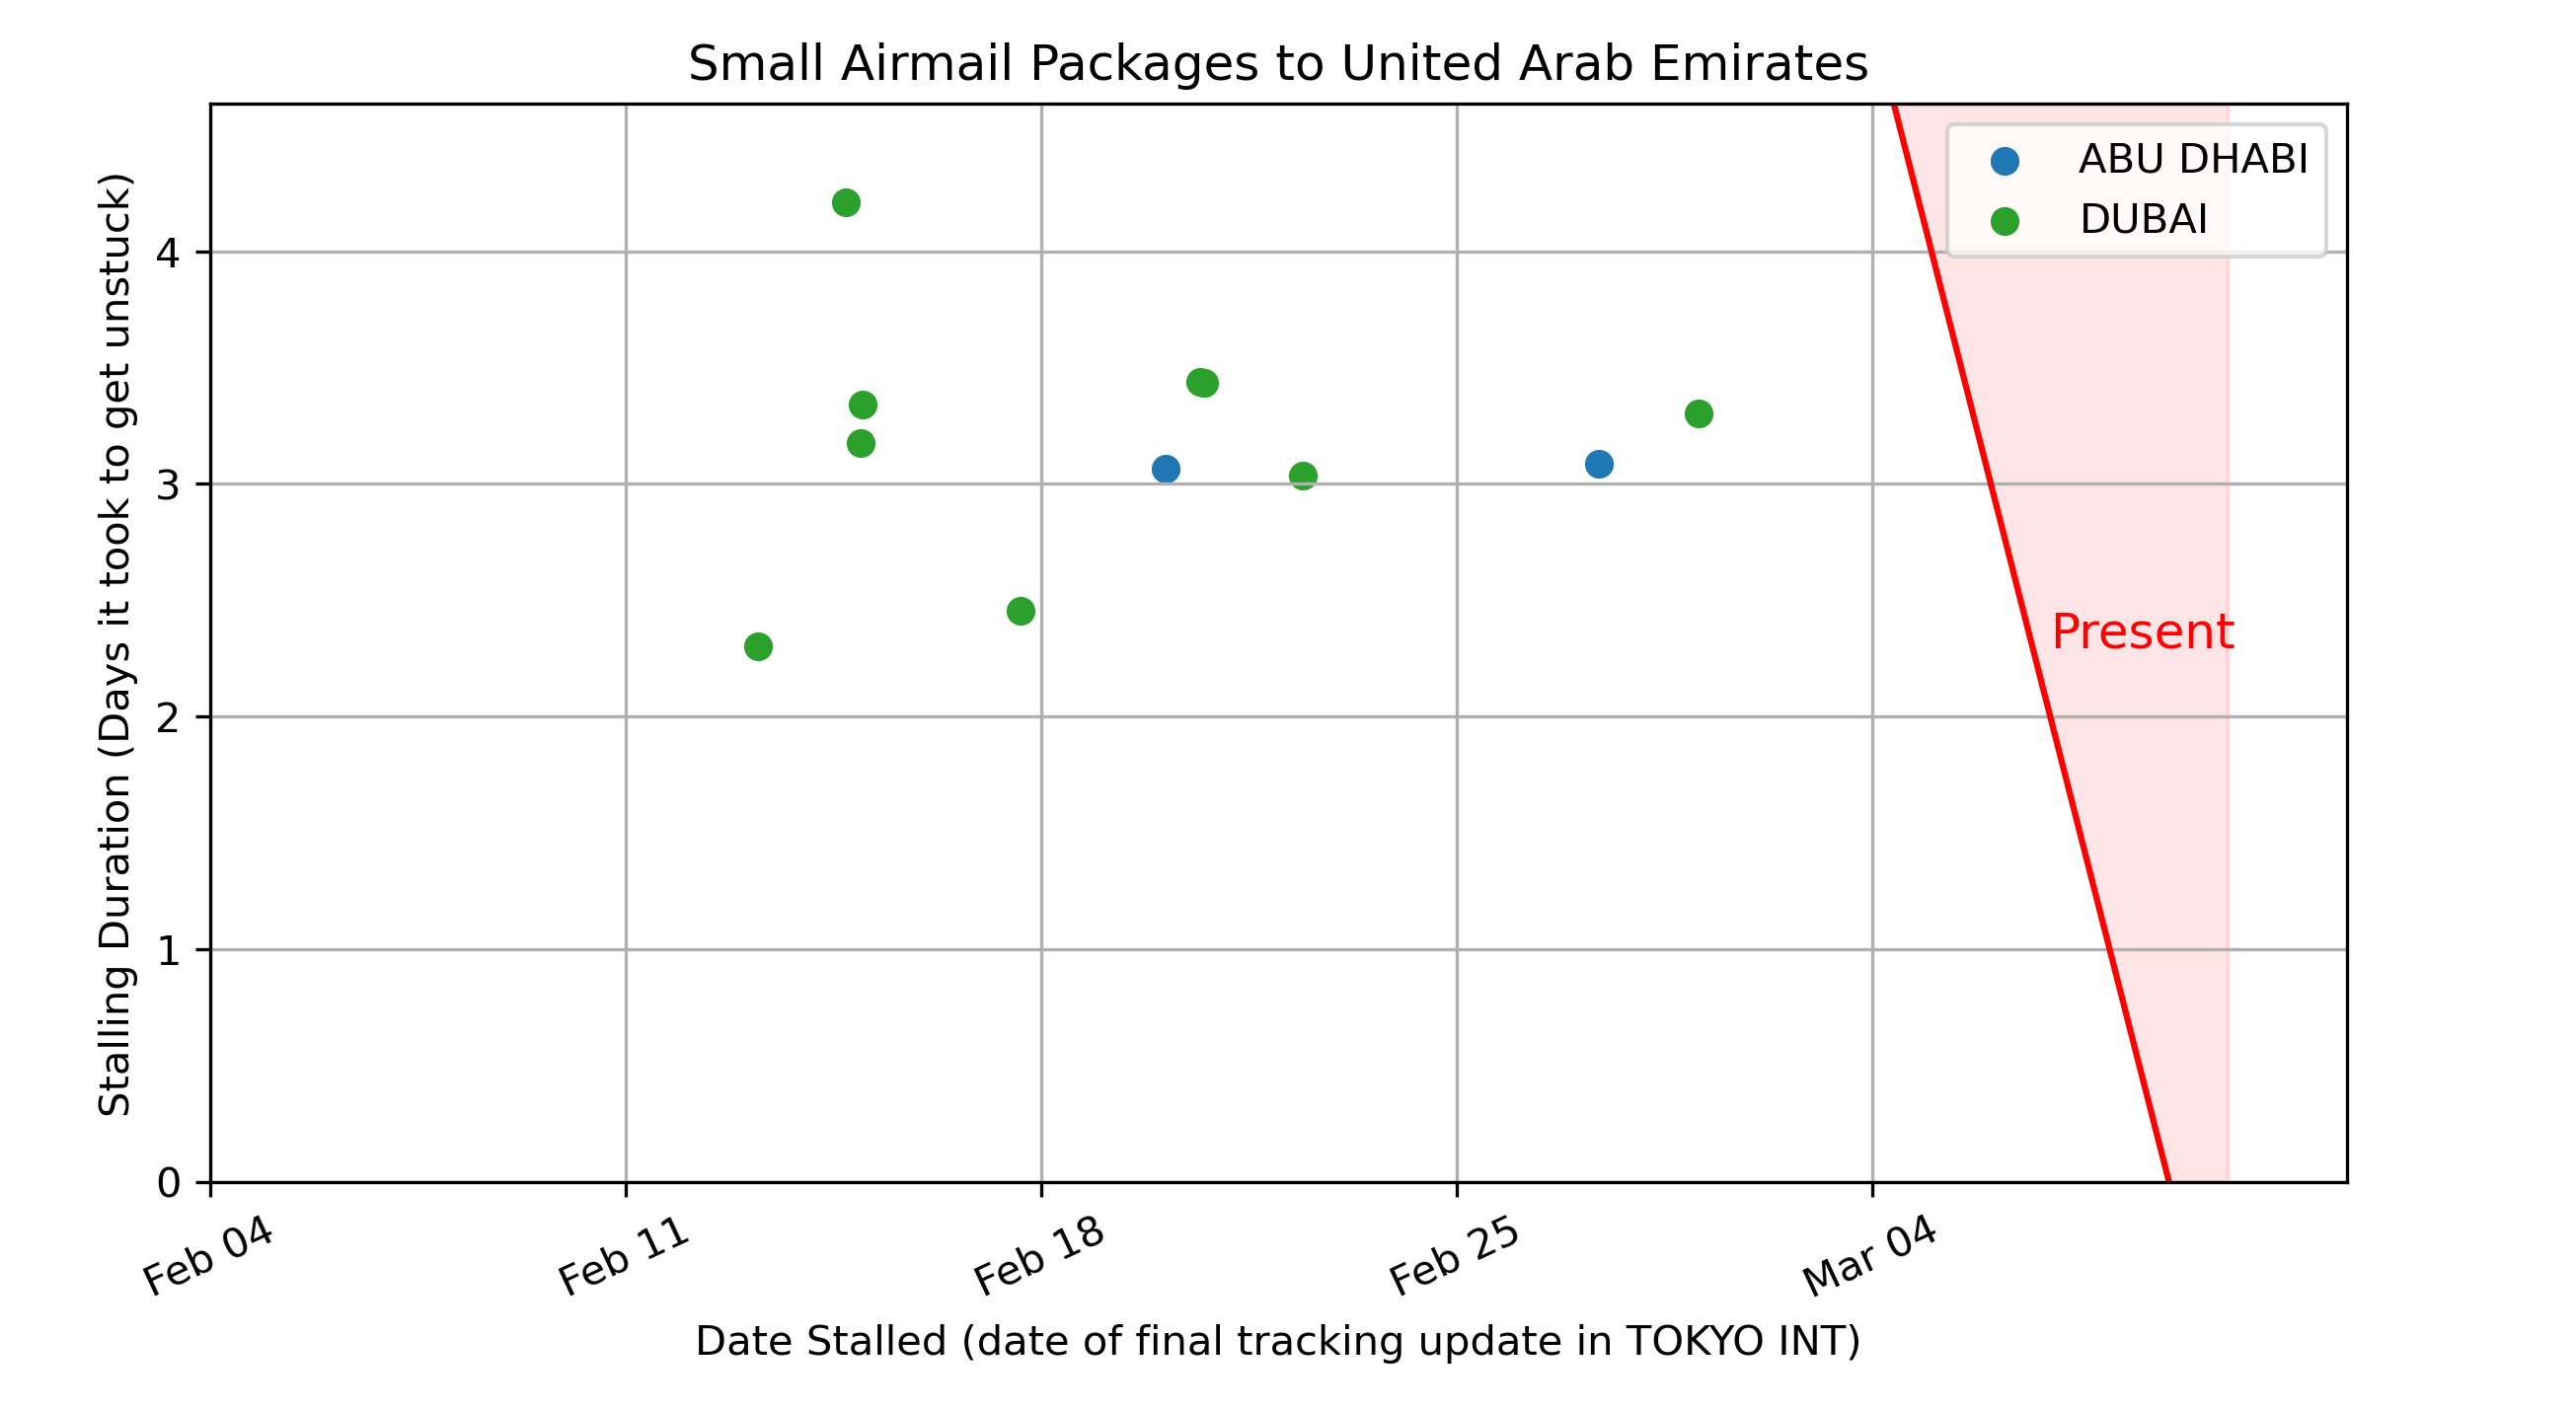 Small Airmail Packages to United Arab Emirates
Stalling Duration (Days it took to get unstuck)
4
3
2
1
0
ABU DHABI
DUBAI
Present
Feb 04
Feb 11
Feb 18
Feb 25
Mar 04
Date Stalled (date of final tracking update in TOKYO INT)